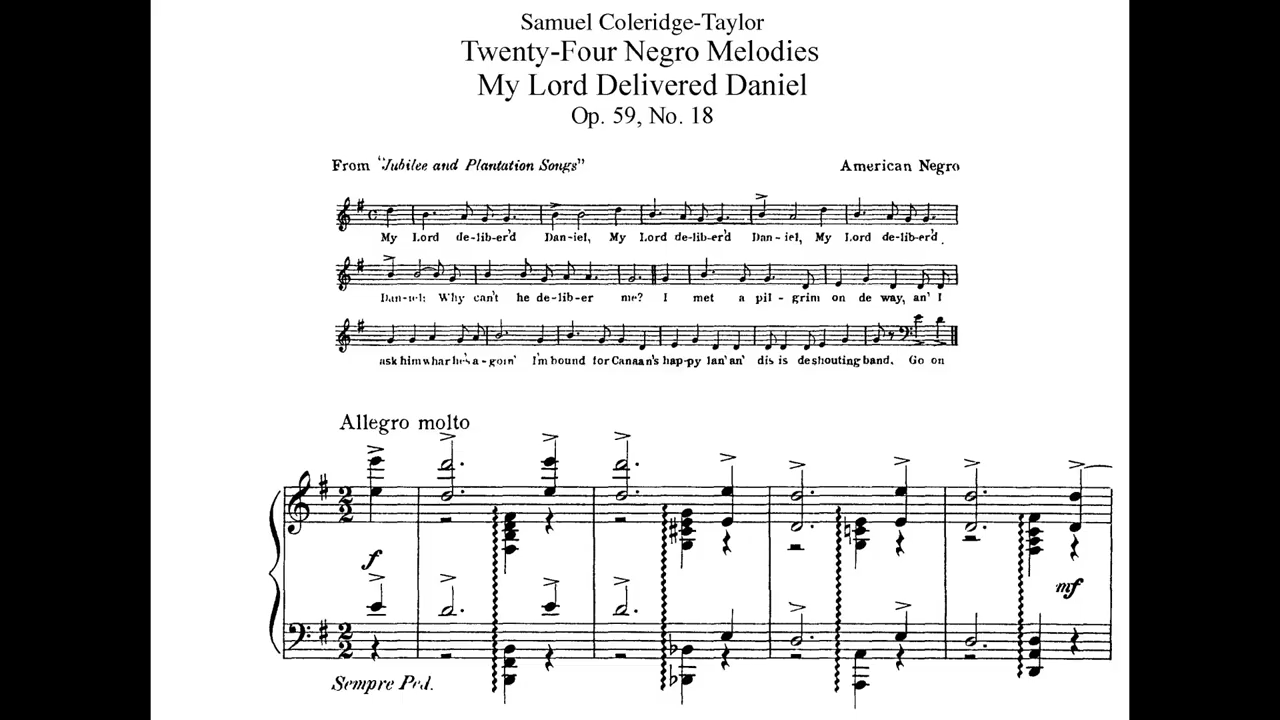 Samuel Coleridge-Taylor
Twenty-Four Negro Melodies
My Lord Delivered Daniel
Op. 59, No. 18
From "Jubilee and Plantation Songs" American Negro
My Lord de-liber'd Dan-iel, My Lord de-lib-er'd Dan-iel, My Lord de-liber'd
Dan-iel: Why can't he de-lib-er me? I met a pil-grim on de way, an' I
ask him whar he's a-goin' I'm bound for Canaan's hap-py lan' an' dis is de shouting band. Go on
Allegro molto
f
mf
Sempre Ped.